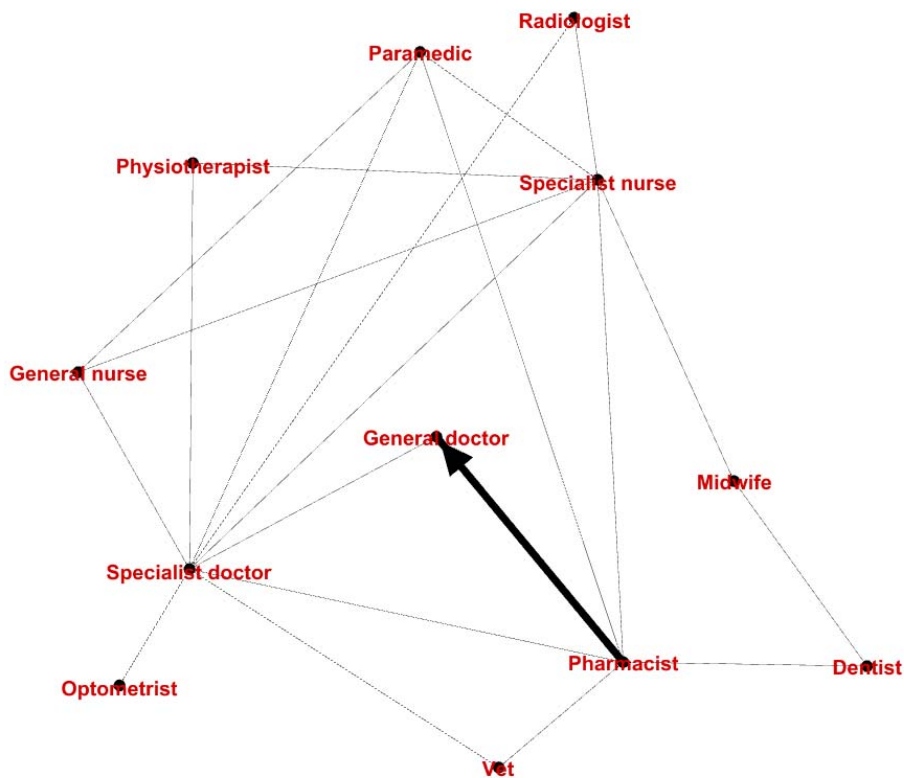 Radiologist
Paramedic
Physiotherapist
Specialist nurse
General nurse
General doctor
Midwife
Specialist doctor
Pharmacist
Dentist
Optometrist
Vet